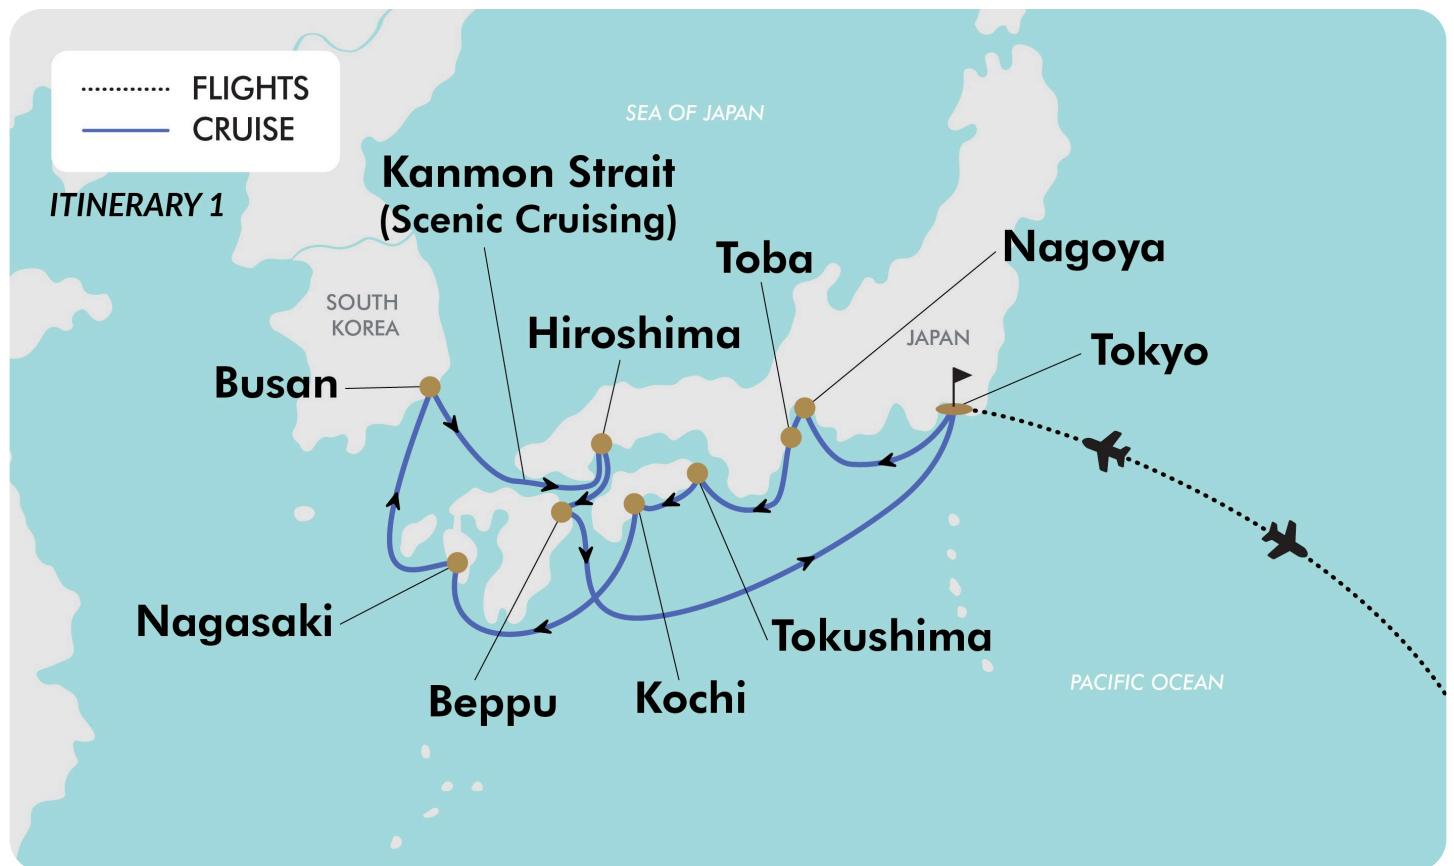 FLIGHTS
CRUISE
ITINERARY 1
SEA OF JAPAN
Kanmon Strait
(Scenic Cruising)
Toba
Nagoya
SOUTH
KOREA
Hiroshima
JAPAN
Tokyo
Busan
Nagasaki
Tokushima
Beppu
Kochi
PACIFIC OCEAN